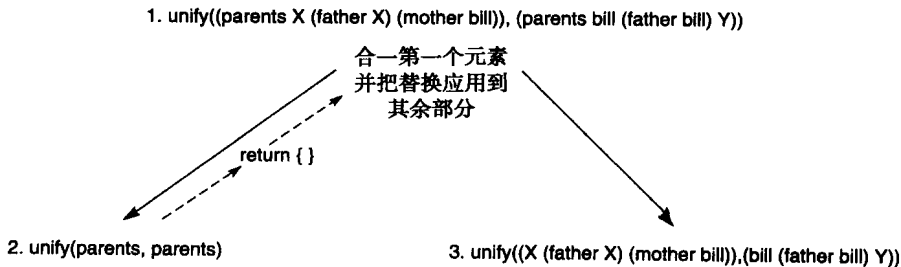 1. unify((parents X (father X) (mother bill)), (parents bill (father bill) Y))
合一第一个元素
并把替换应用到
其余部分
return { }
2. unify(parents, parents)
3. unify((X (father X) (mother bill)),(bill (father bill) Y))